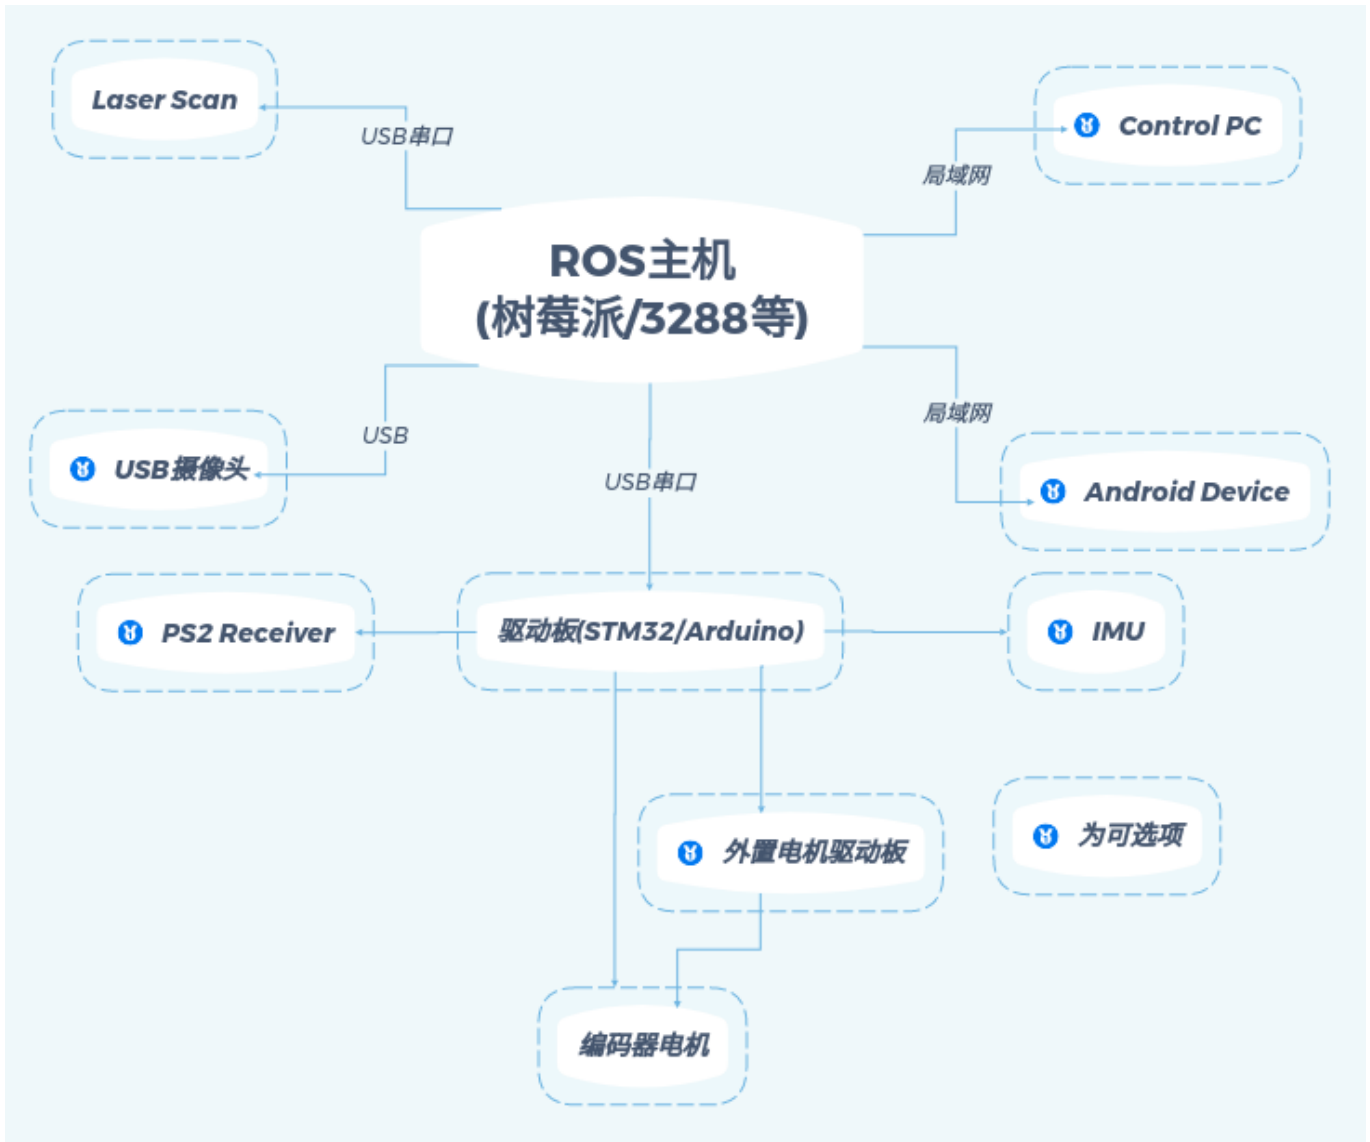 Laser Scan
USB串口
Control PC
局域网
ROS主机
(树莓派/3288等)
USB
USB摄像头
USB串口
局域网
Android Device
PS2 Receiver
驱动板(STM32/Arduino)
IMU
外置电机驱动板
为可选项
编码器电机